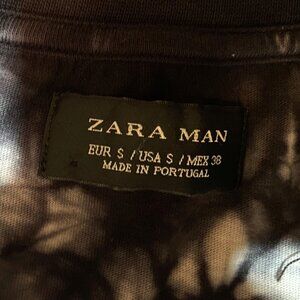 ZARA MAN
EUR S / USA S / MEX 38
MADE IN PORTUGAL